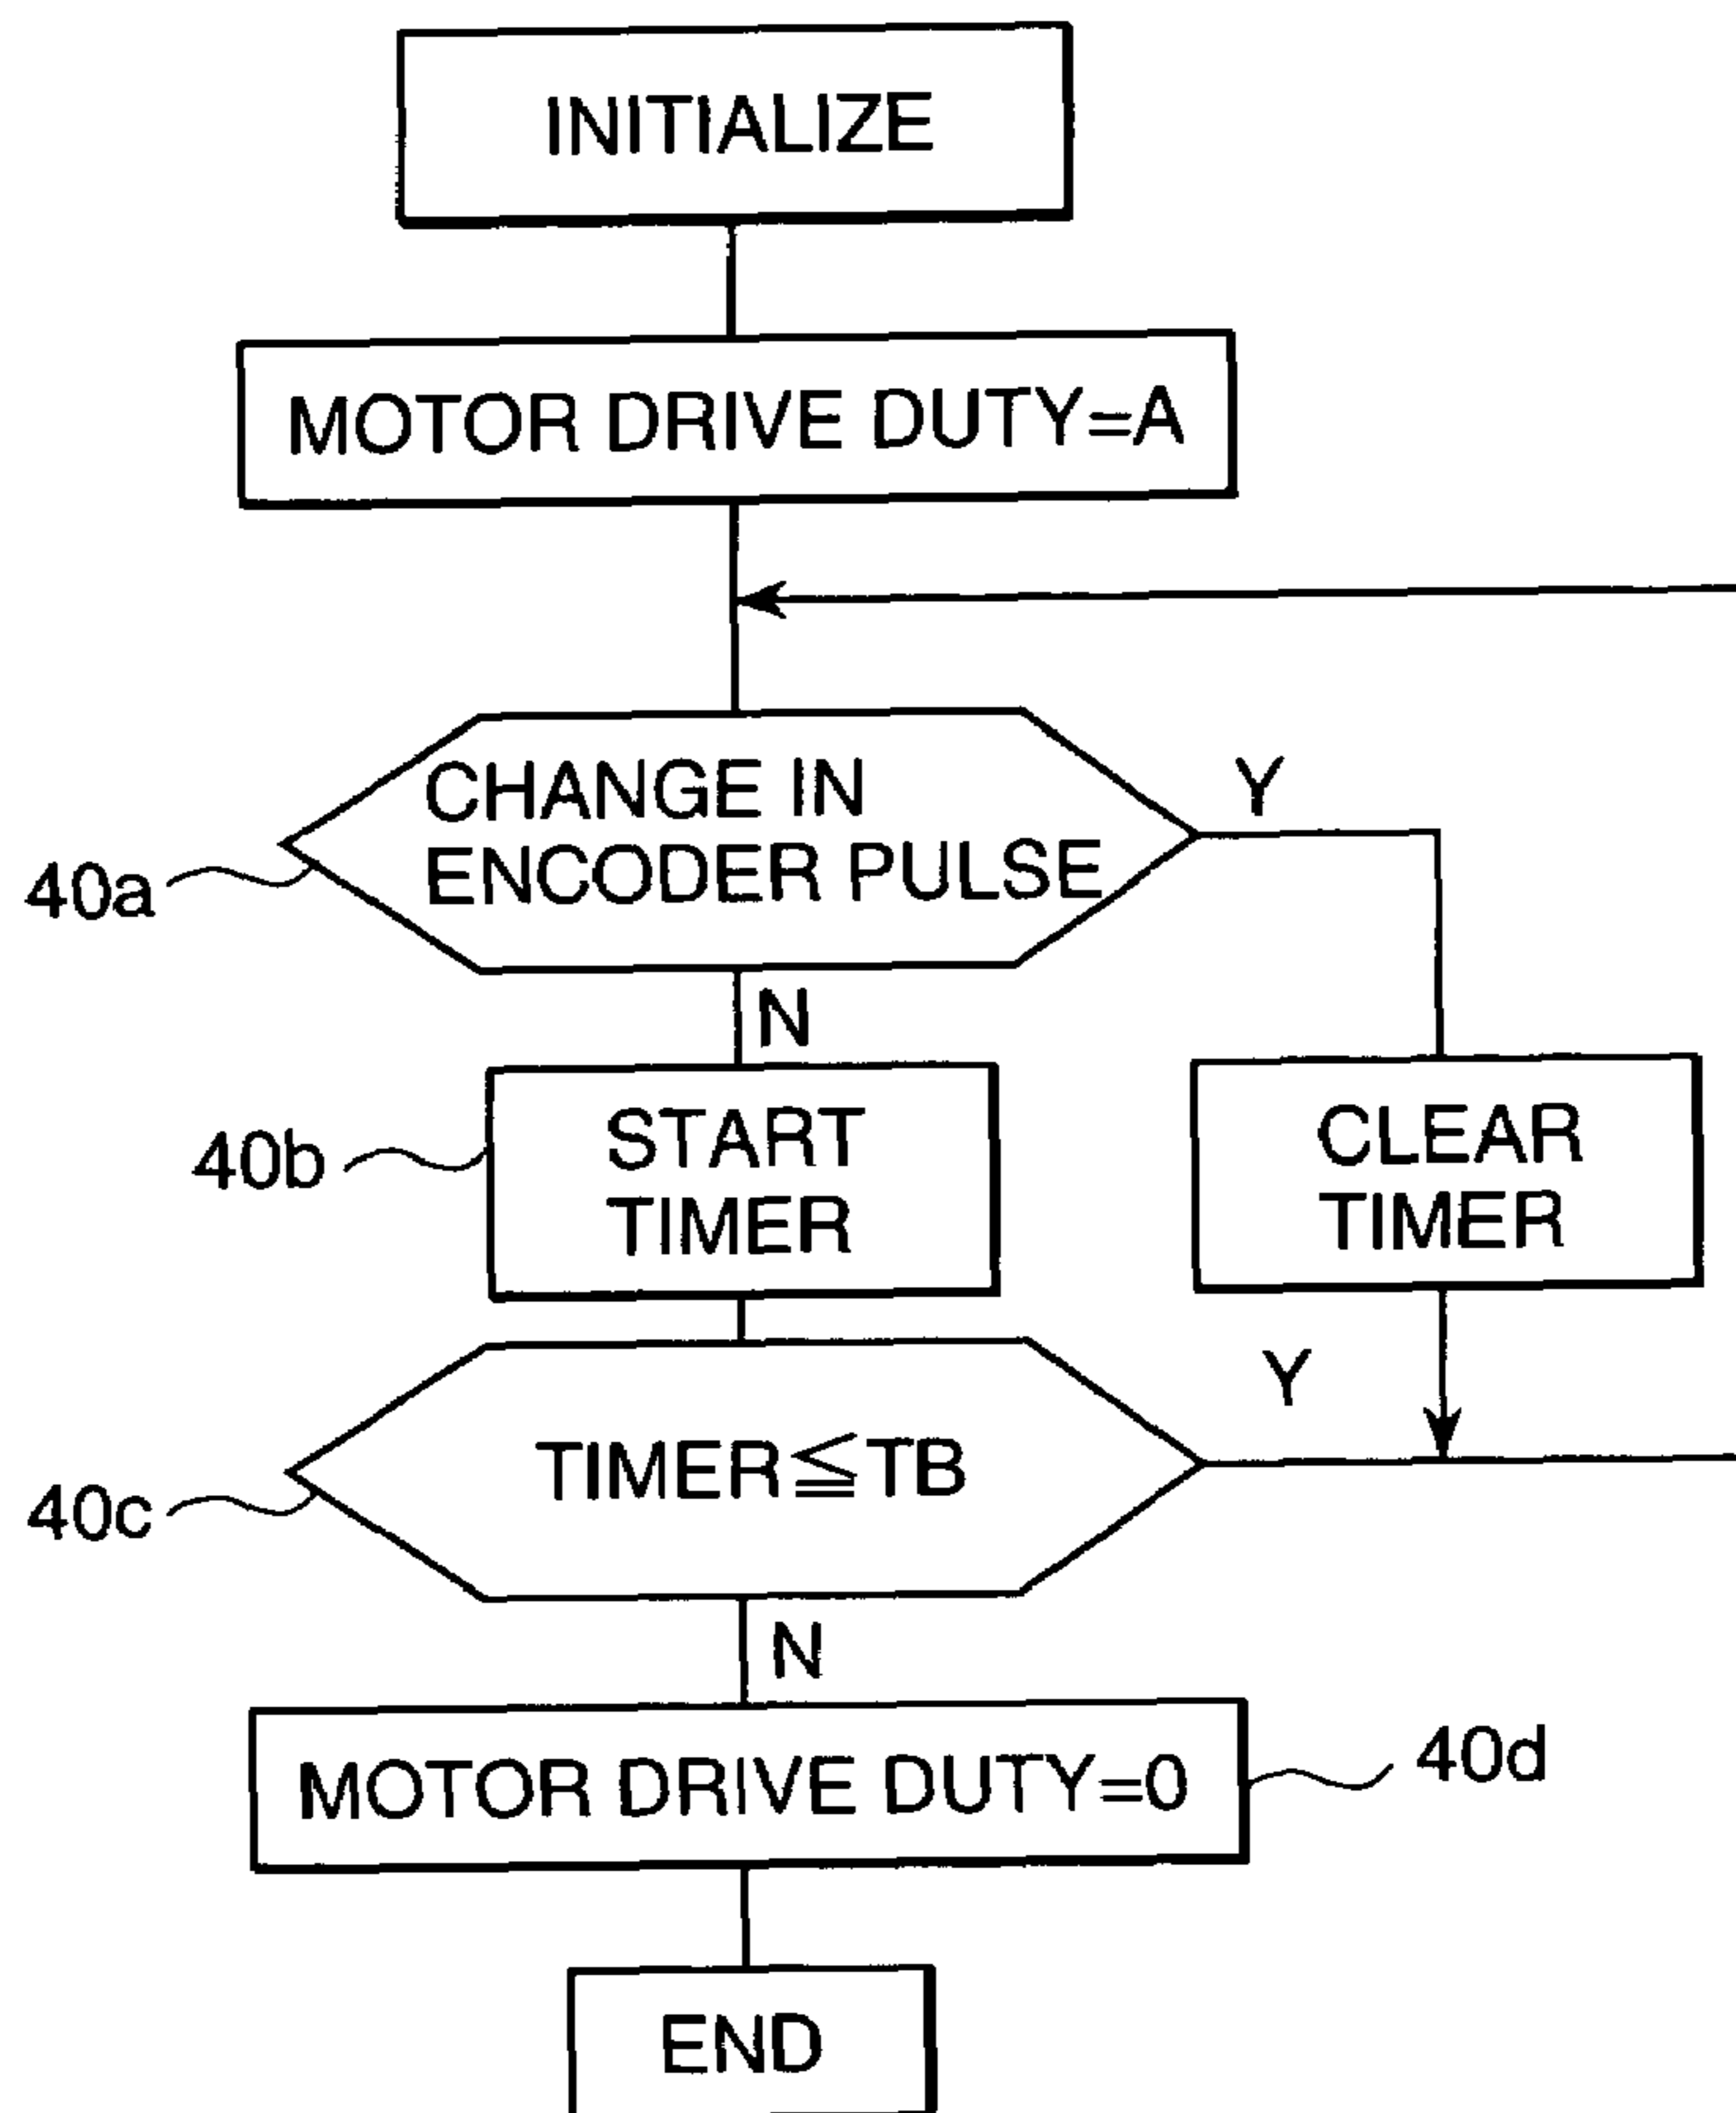 INITIALIZE
MOTOR DRIVE DUTY=A
CHANGE IN
ENCODER PULSE
Y
40a
N
START
TIMER
40b
CLEAR
TIMER
Y
TIMER≦TB
40c
N
MOTOR DRIVE DUTY=0
40d
END